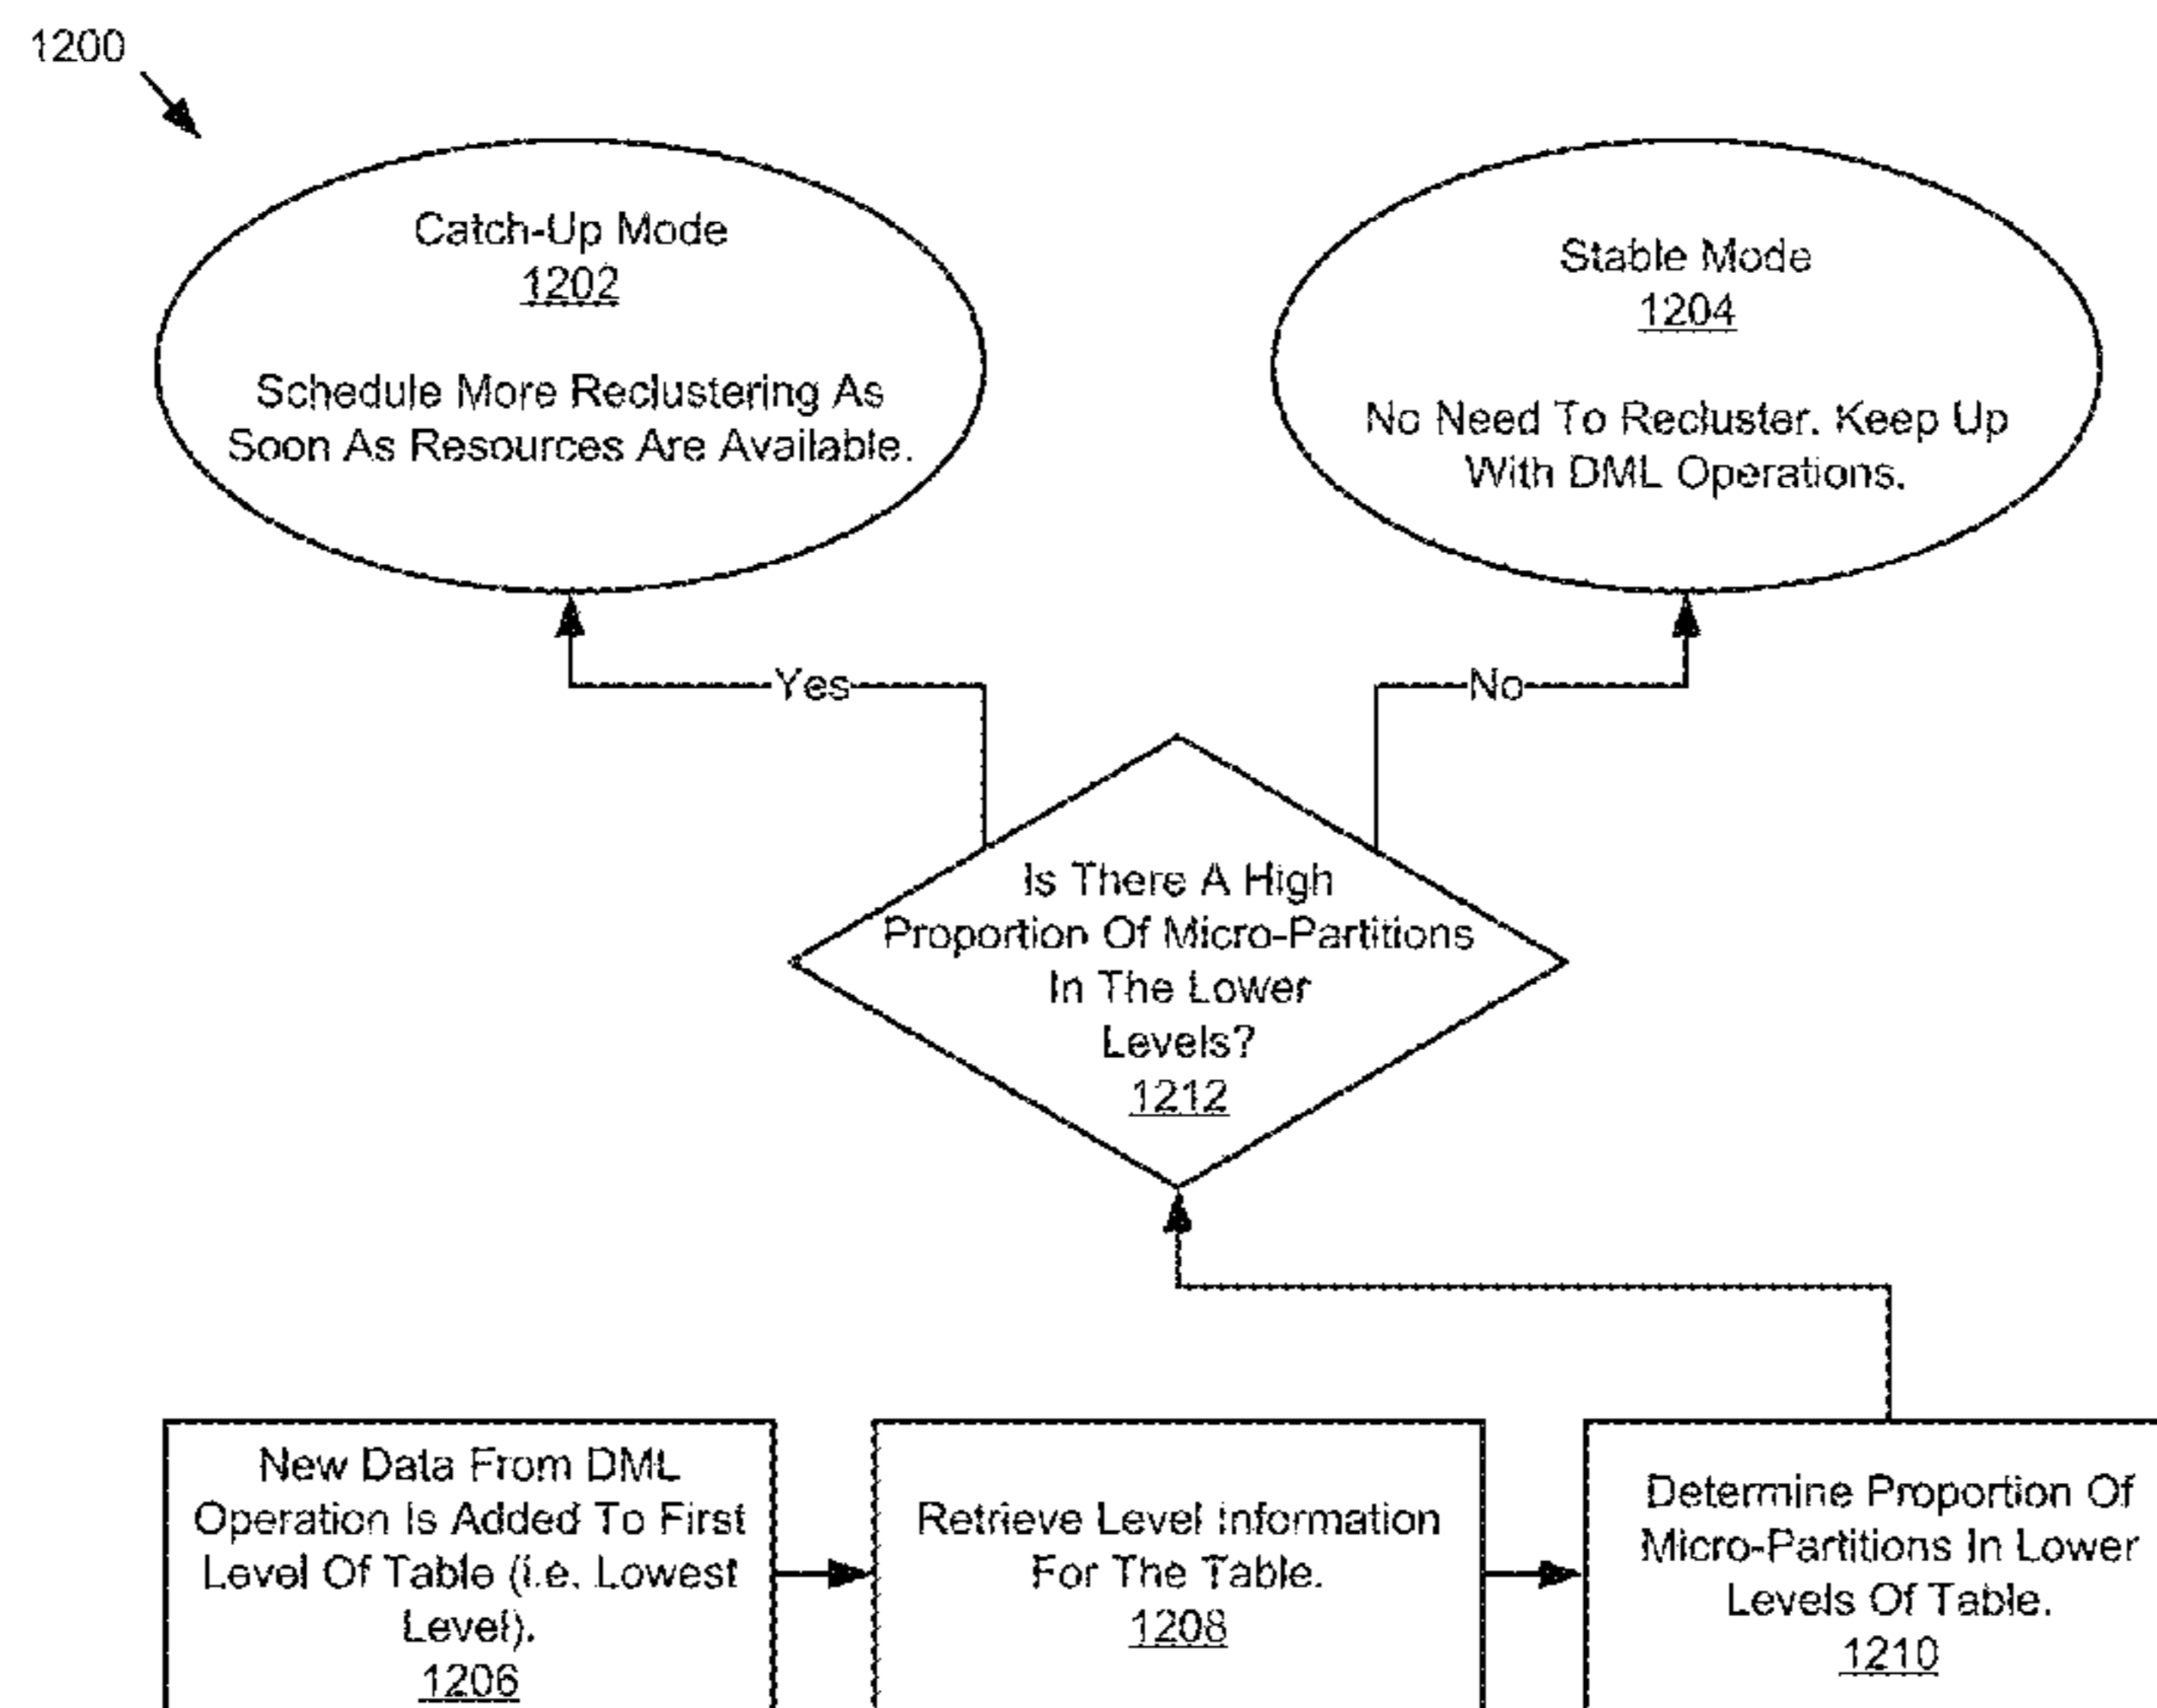 1200
Catch-Up Mode
1202
Schedule More Reclustering As
Soon As Resources Are Available.
Stable Mode
1204
No Need To Recluster. Keep Up
With DML Operations.
Yes
No
Is There A High
Proportion Of Micro-Partitions
In The Lower
Levels?
1212
New Data From DML
Operation Is Added To First
Level Of Table (i.e. Lowest
Level).
1206
Retrieve Level Information
For The Table.
1208
Determine Proportion Of
Micro-Partitions In Lower
Levels Of Table.
1210